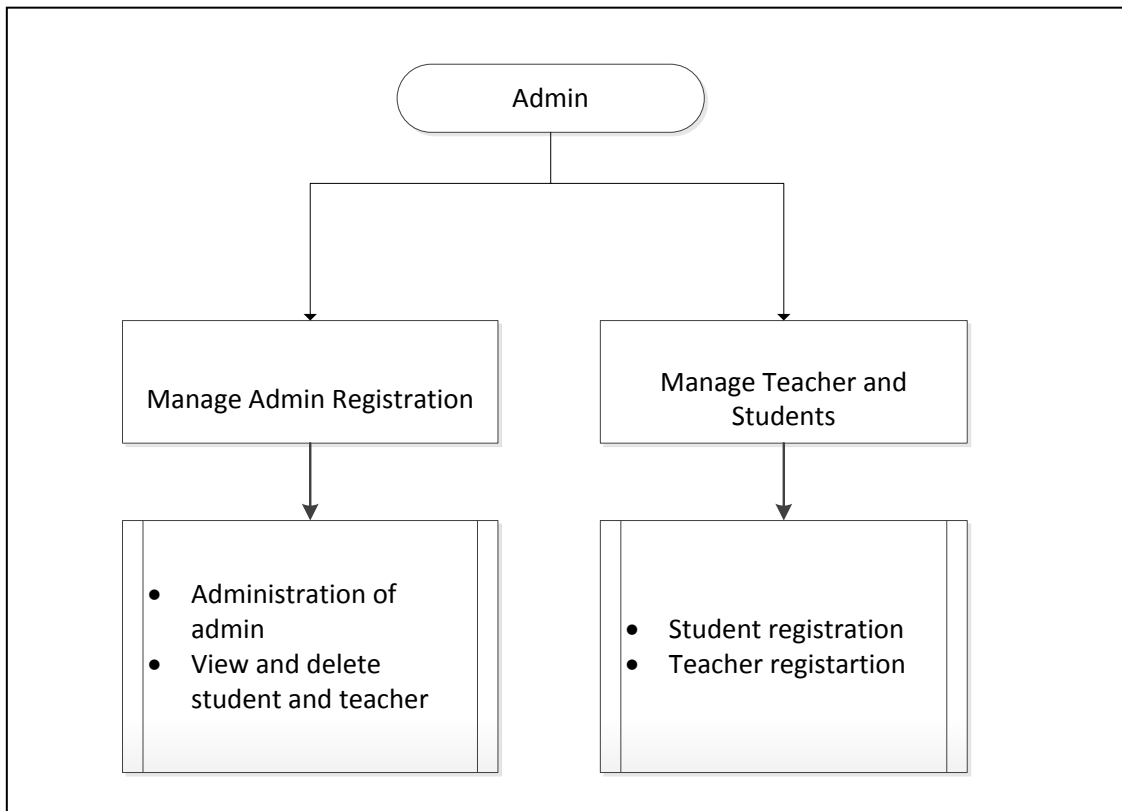 Admin
Manage Admin Registration
Manage Teacher and
Students
• Administration of
admin
• View and delete
student and teacher
• Student registration
• Teacher registartion